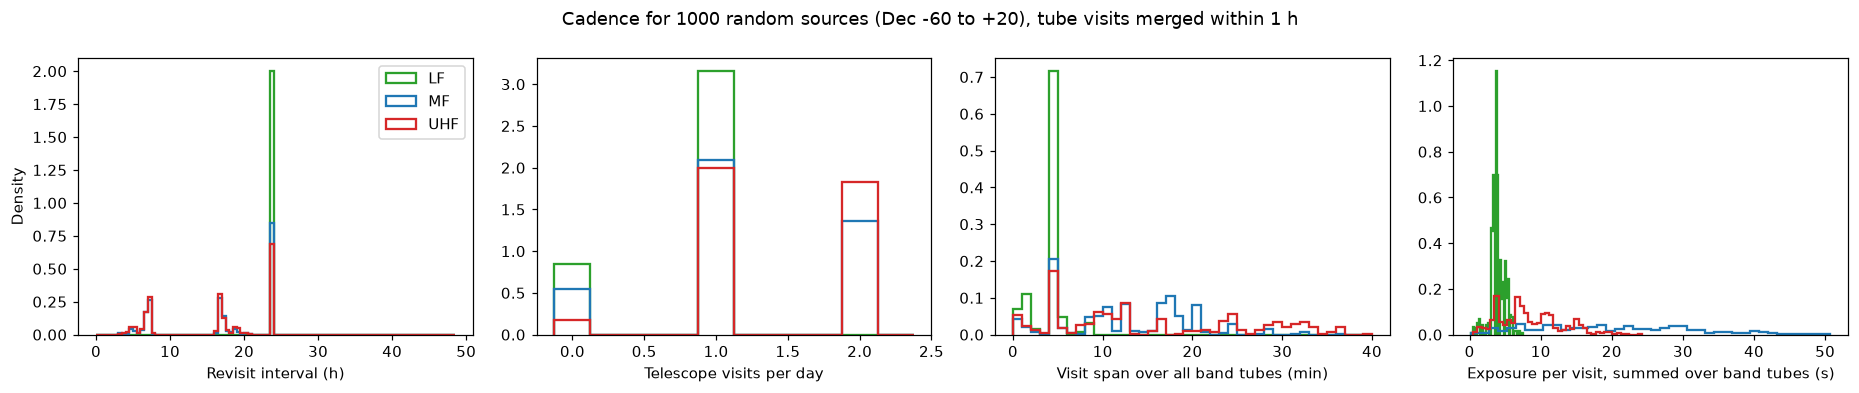 Cadence for 1000 random sources (Dec -60 to +20), tube visits merged within 1 h
Density
2.00
1.75
1.50
1.25
1.00
0.75
0.50
0.25
0.00
LF
MF
UHF
0 10 20 30 40 50
Revisit interval (h)
3.0
2.5
2.0
1.5
1.0
0.5
0.0
0.0 0.5 1.0 1.5 2.0 2.5
Telescope visits per day
0.7
0.6
0.5
0.4
0.3
0.2
0.1
0.0
0 10 20 30 40
Visit span over all band tubes (min)
1.2
1.0
0.8
0.6
0.4
0.2
0.0
0 10 20 30 40 50
Exposure per visit, summed over band tubes (s)